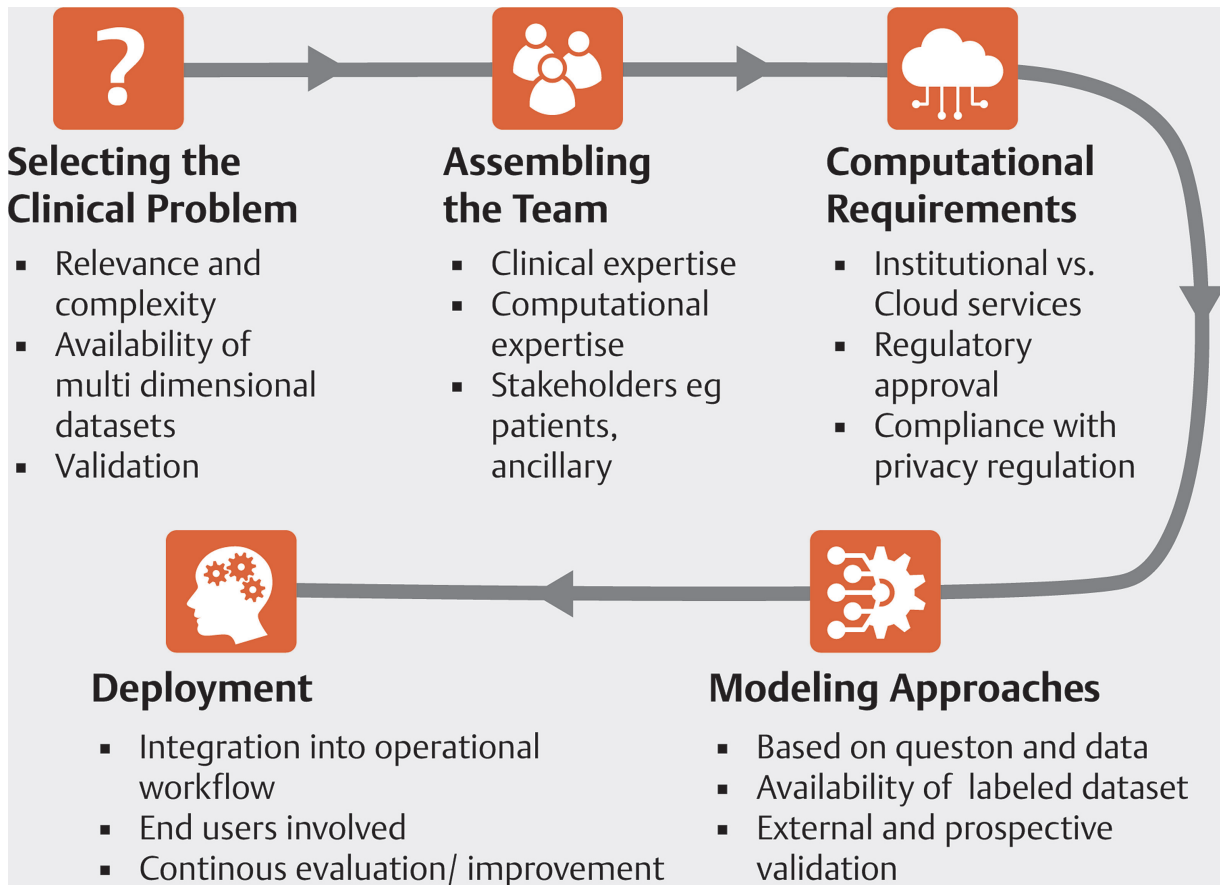 ?
Selecting the
Clinical Problem
▪ Relevance and
complexity
▪ Availability of
multi dimensional
datasets
▪ Validation
Assembling
the Team
▪ Clinical expertise
▪ Computational
expertise
▪ Stakeholders eg
patients,
ancillary
Computational
Requirements
▪ Institutional vs.
Cloud services
▪ Regulatory
approval
▪ Compliance with
privacy regulation
Modeling Approaches
▪ Based on queston and data
▪ Availability of labeled dataset
▪ External and prospective
validation
Deployment
▪ Integration into operational
workflow
▪ End users involved
▪ Continous evaluation/ improvement